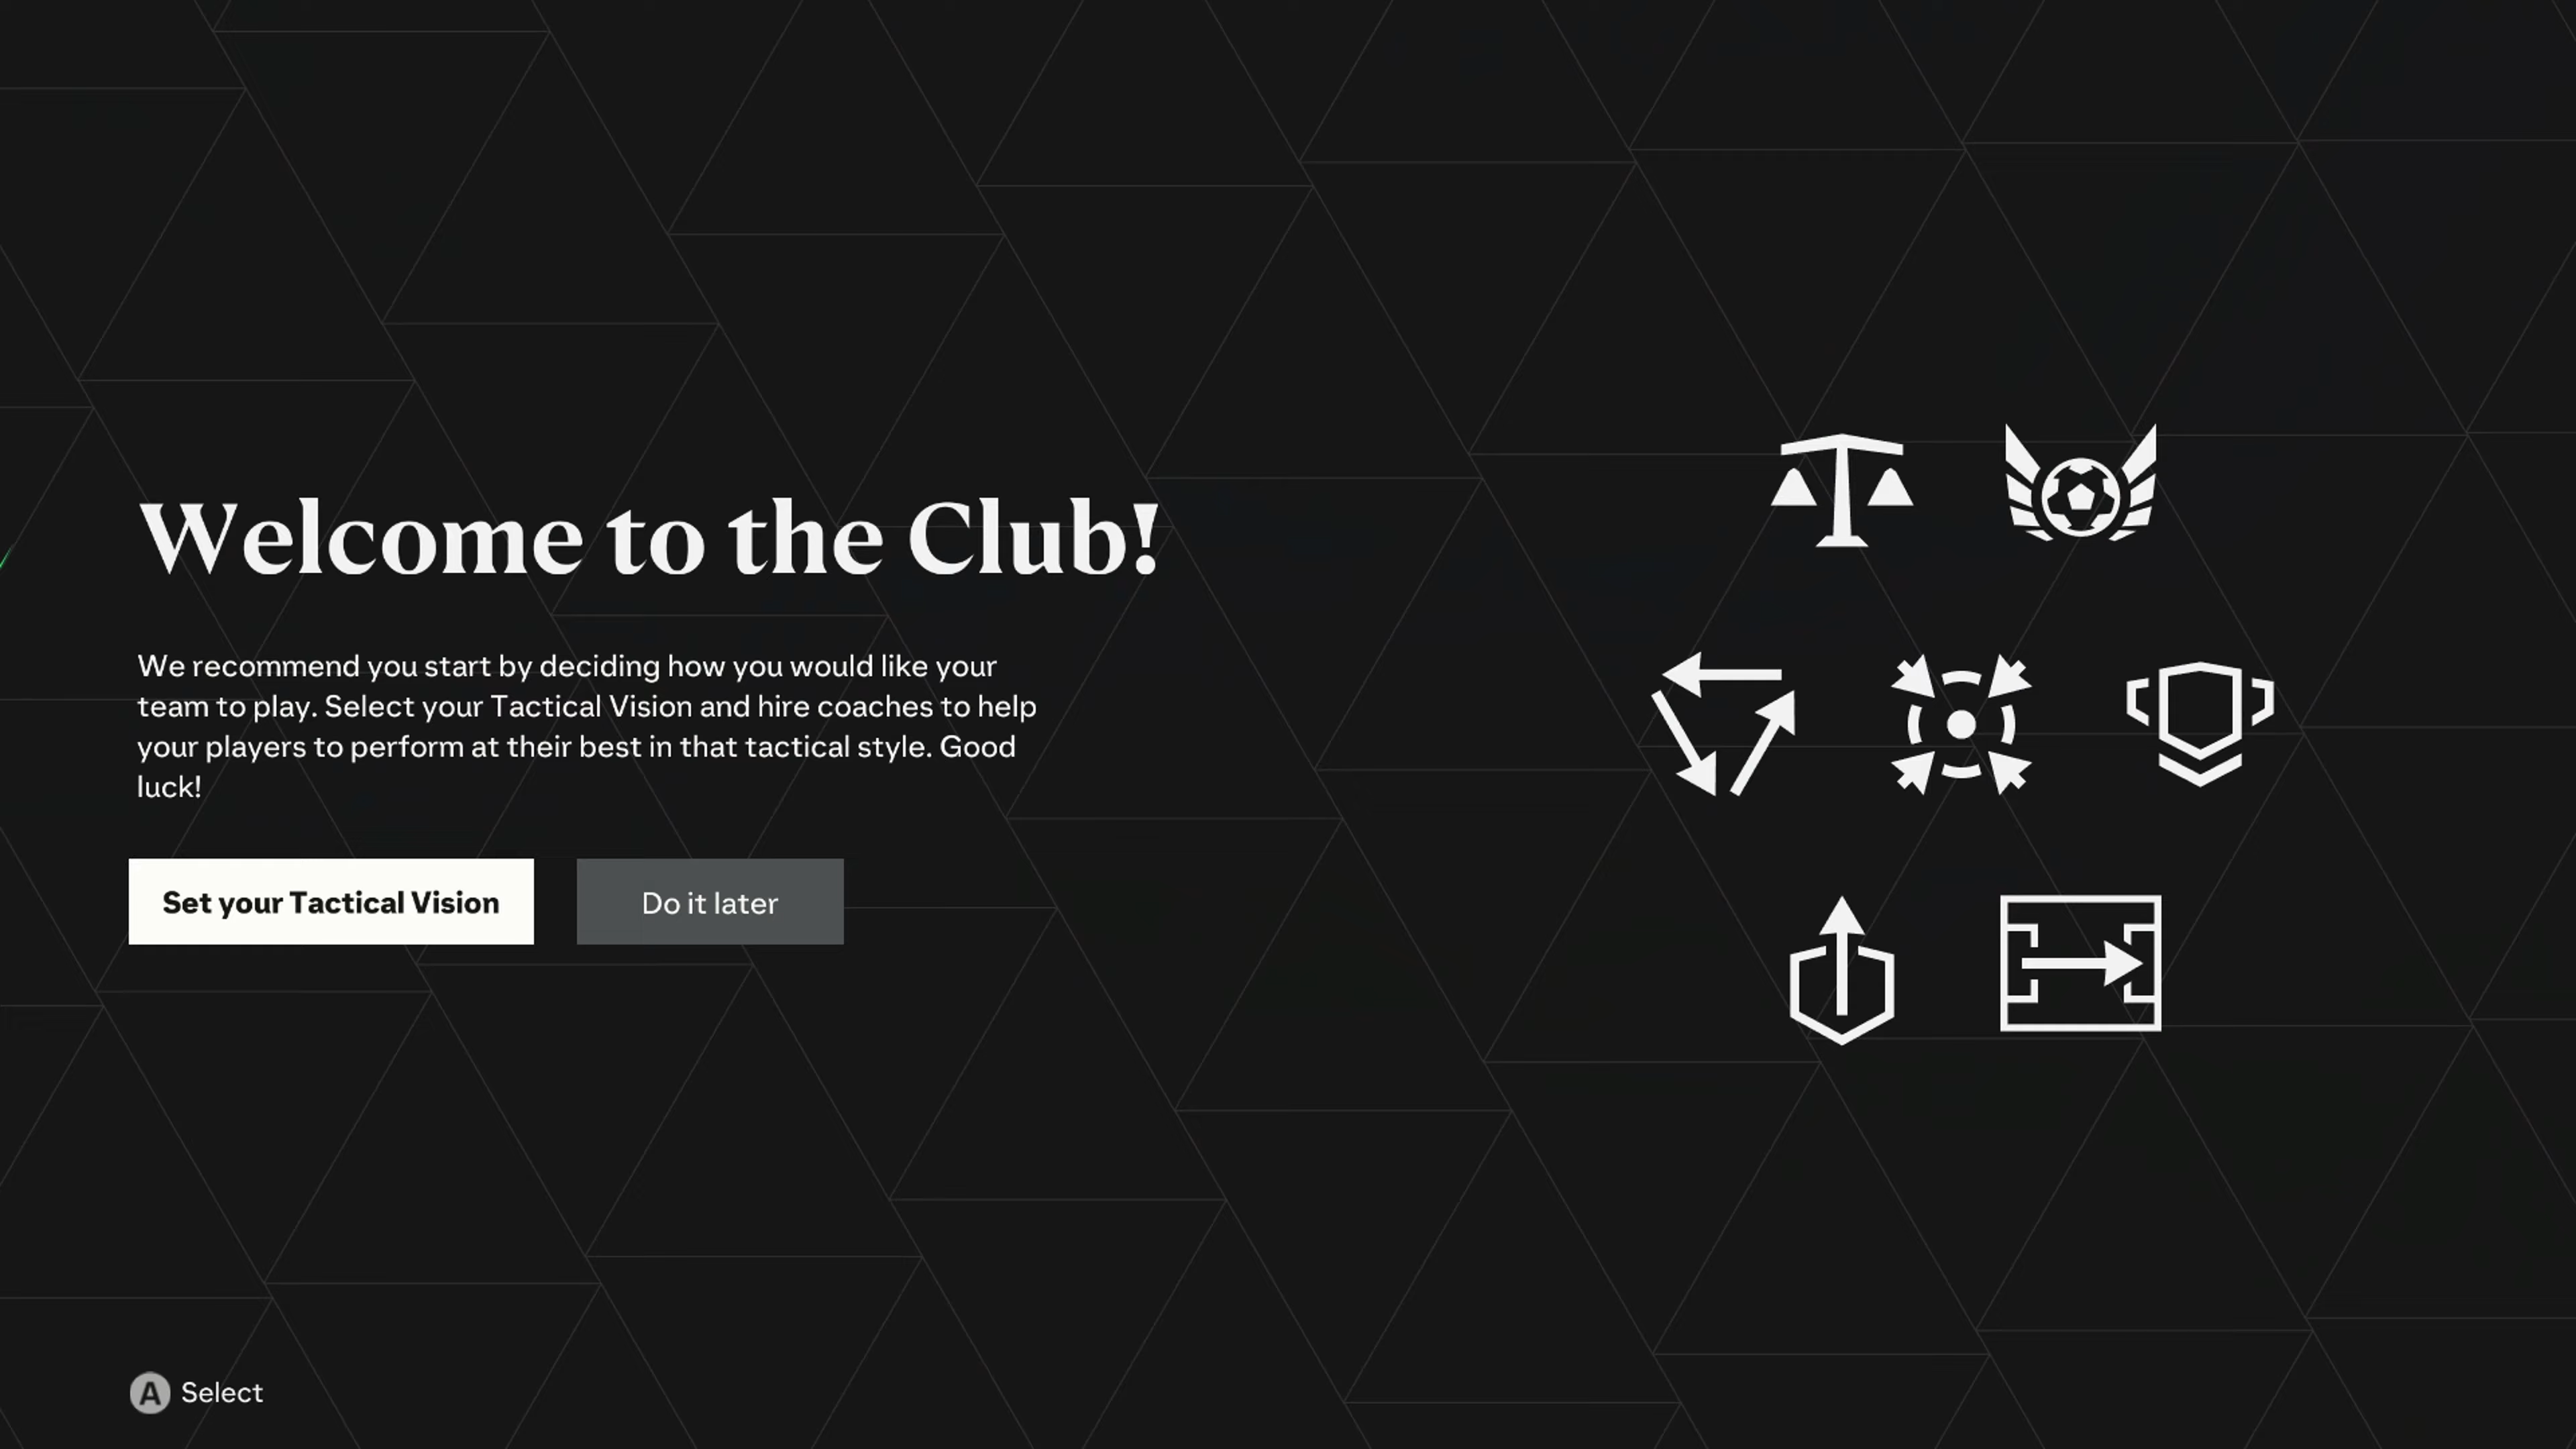 Welcome to the Club!
We recommend you start by deciding how you would like your
team to play. Select your Tactical Vision and hire coaches to help
your players to perform at their best in that tactical style. Good
luck!
Set your Tactical Vision
Do it later
A Select